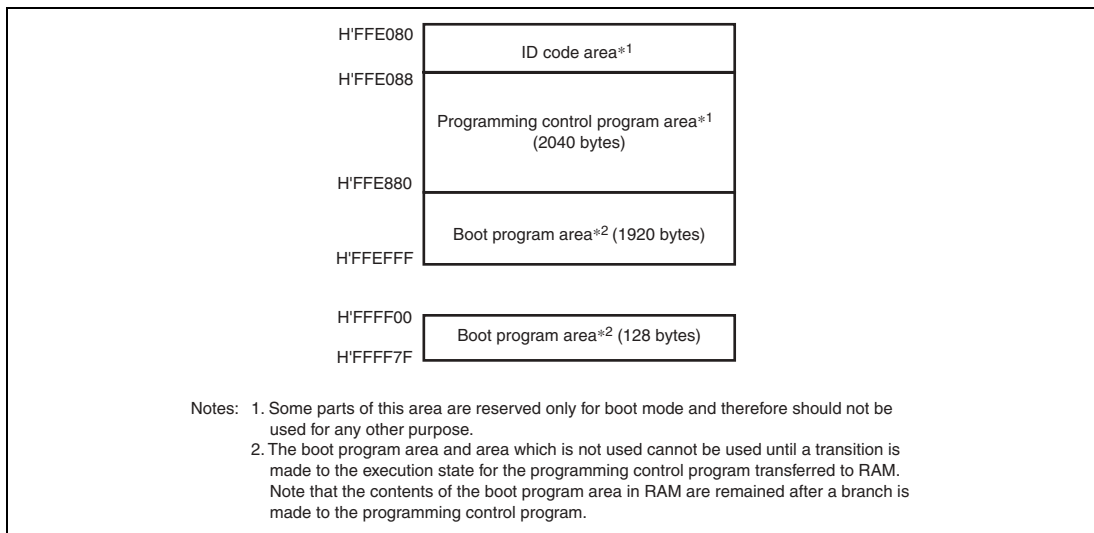 H'FFE080
ID code area*1
H'FFE088
Programming control program area*1
(2040 bytes)
H'FFE880
Boot program area*2 (1920 bytes)
H'FFEFFF
H'FFFF00
Boot program area*2 (128 bytes)
H'FFFF7F
Notes: 1. Some parts of this area are reserved only for boot mode and therefore should not be
used for any other purpose.
2. The boot program area and area which is not used cannot be used until a transition is
made to the execution state for the programming control program transferred to RAM.
Note that the contents of the boot program area in RAM are remained after a branch is
made to the programming control program.